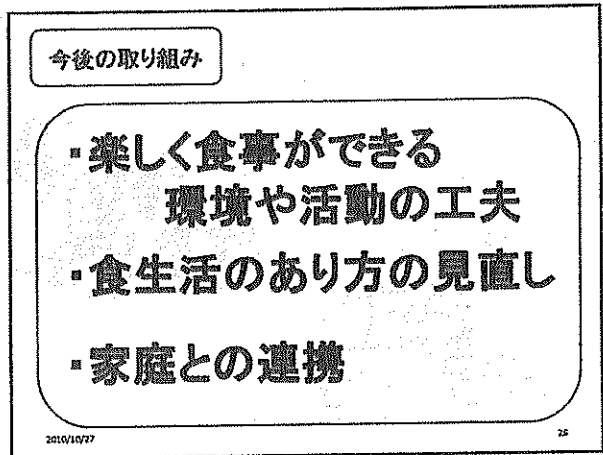 今後の取り組み
・楽しく食事ができる
環境や活動の工夫
・食生活のあり方の見直し
・家庭との連携
2010/10/27
26